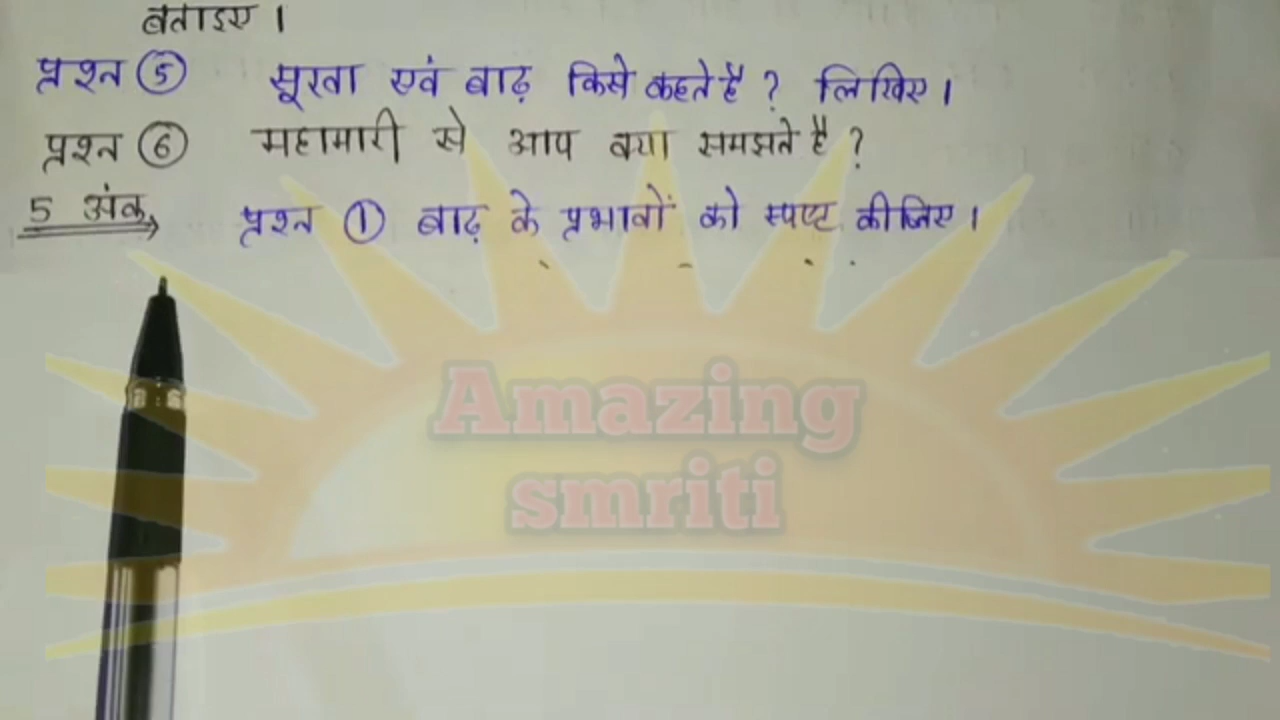 बताइए ।
प्रश्न ⑤ सूखा एवं बाढ़ किसे कहते है ? लिखिए ।
प्रश्न ⑥ महामारी से आप क्या समझते है ?
5 अंक → प्रश्न ① बाढ़ के प्रभावों को स्पष्ट कीजिए ।
Amazing
smriti